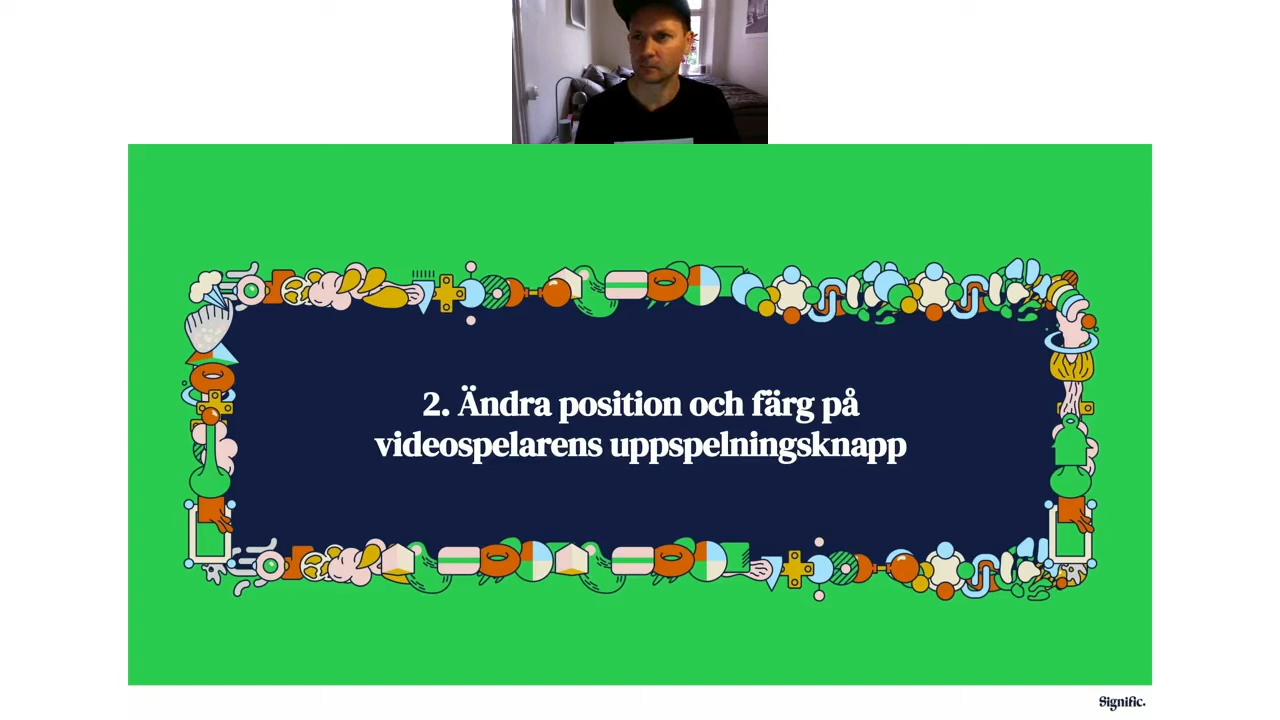 2. Ändra position och färg på
videospelarens uppspelningsknapp
Signific.